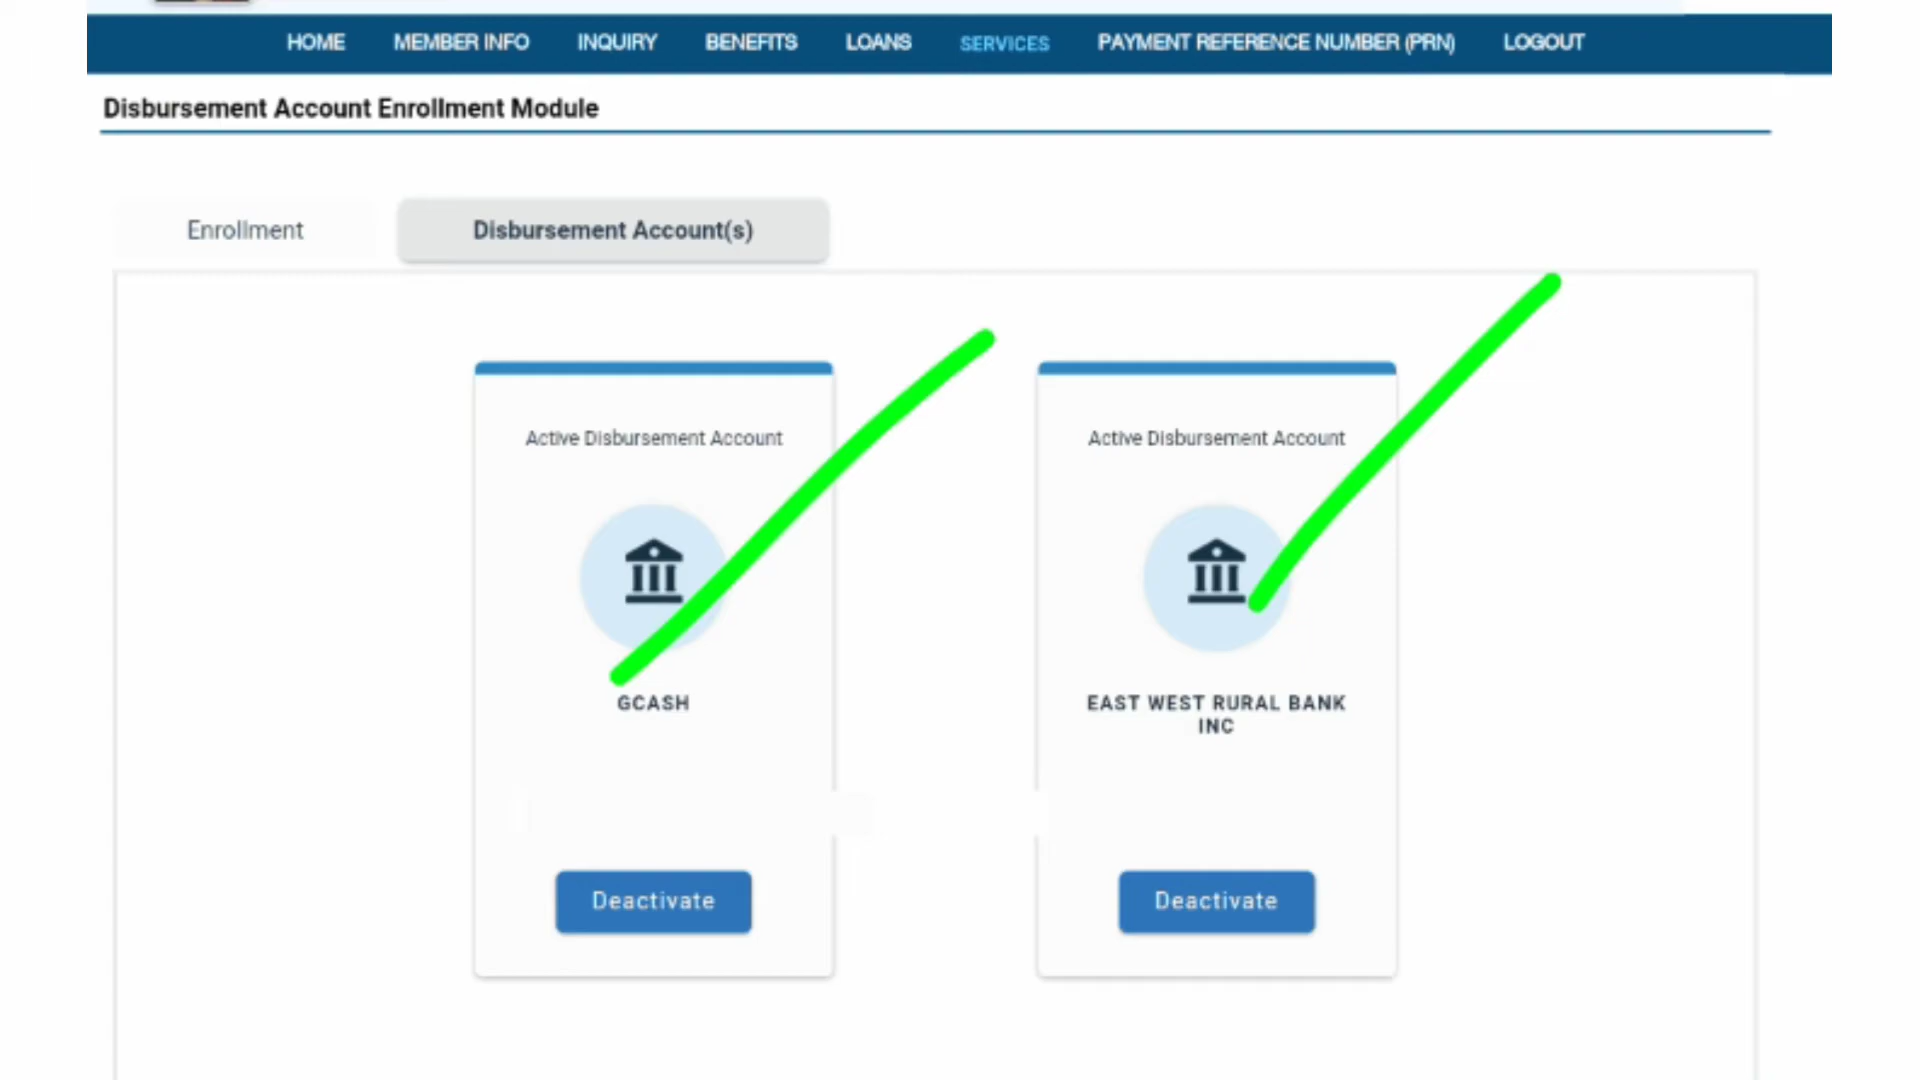 HOME MEMBER INFO INQUIRY BENEFITS LOANS SERVICES PAYMENT REFERENCE NUMBER (PRN) LOGOUT
Disbursement Account Enrollment Module
Enrollment Disbursement Account(s)
Active Disbursement Account
GCASH
Deactivate
Active Disbursement Account
EAST WEST RURAL BANK
INC
Deactivate